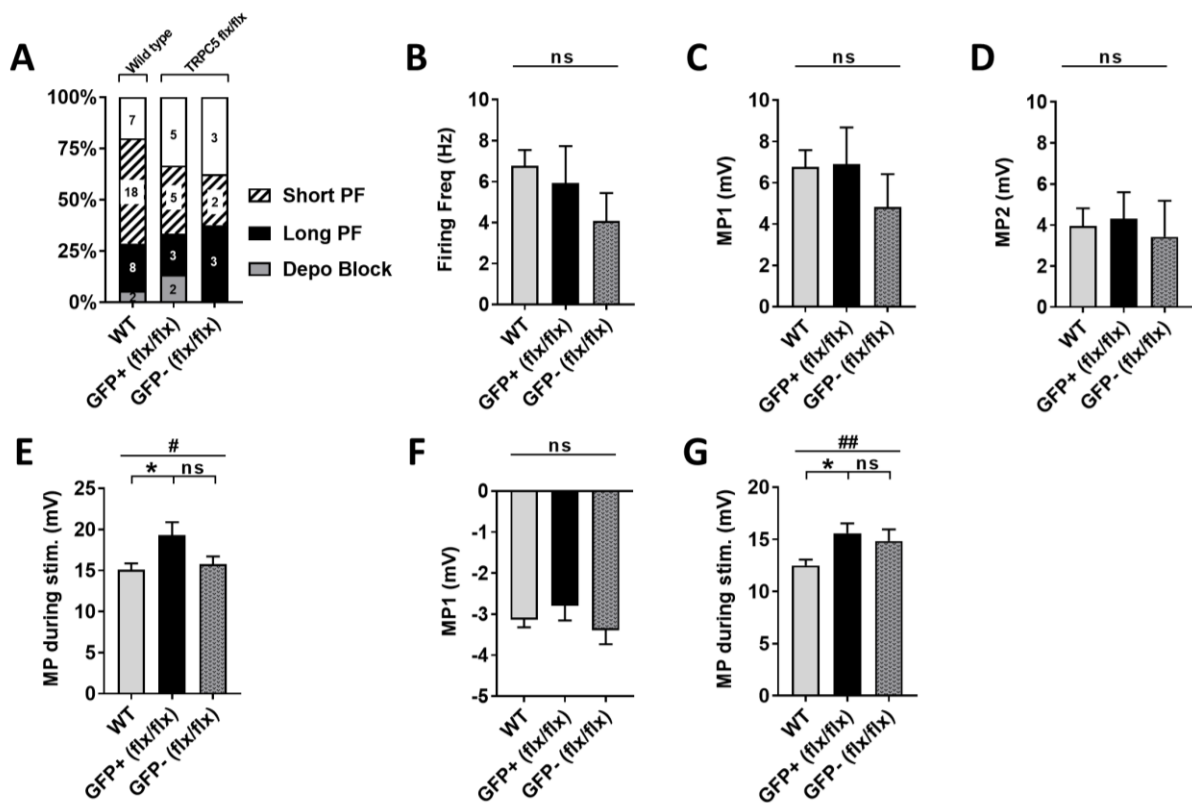 A
Wild type
TRPC5 flx/flx
100%
75%
50%
25%
0%
7
18
8
2
5
5
3
2
3
2
3
Short PF
Long PF
Depo Block
WT
GFP+ (flx/flx)
GFP- (flx/flx)
B
ns
Firing Freq (Hz)
10
8
6
4
2
0
WT
GFP+ (flx/flx)
GFP- (flx/flx)
C
ns
MP1 (mV)
10
8
6
4
2
0
WT
GFP+ (flx/flx)
GFP- (flx/flx)
D
ns
MP2 (mV)
10
8
6
4
2
0
WT
GFP+ (flx/flx)
GFP- (flx/flx)
E
#
* ns
MP during stim. (mV)
25
20
15
10
5
0
WT
GFP+ (flx/flx)
GFP- (flx/flx)
F
ns
MP1 (mV)
0
-1
-2
-3
-4
-5
WT
GFP+ (flx/flx)
GFP- (flx/flx)
G
##
* ns
MP during stim. (mV)
20
15
10
5
0
WT
GFP+ (flx/flx)
GFP- (flx/flx)